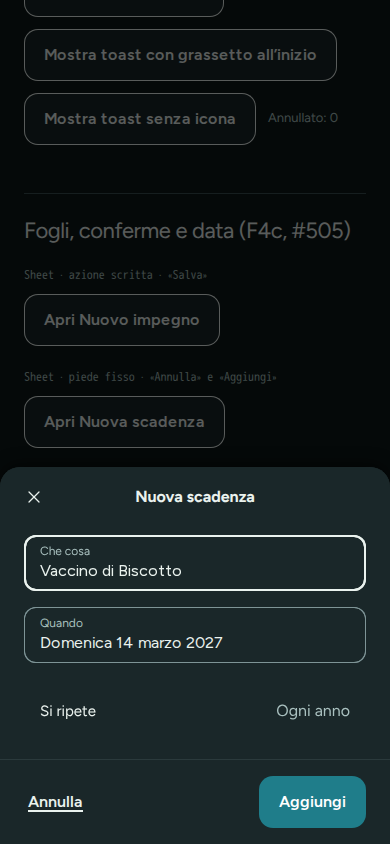 Mostra toast con grassetto all’inizio
Mostra toast senza icona
Annullato: 0
Fogli, conferme e data (F4c, #505)
Sheet · azione scritta · «Salva»
Apri Nuovo impegno
Sheet · piede fisso · «Annulla» e «Aggiungi»
Apri Nuova scadenza
Nuova scadenza
Che cosa
Vaccino di Biscotto
Quando
Domenica 14 marzo 2027
Si ripete
Ogni anno
Annulla
Aggiungi